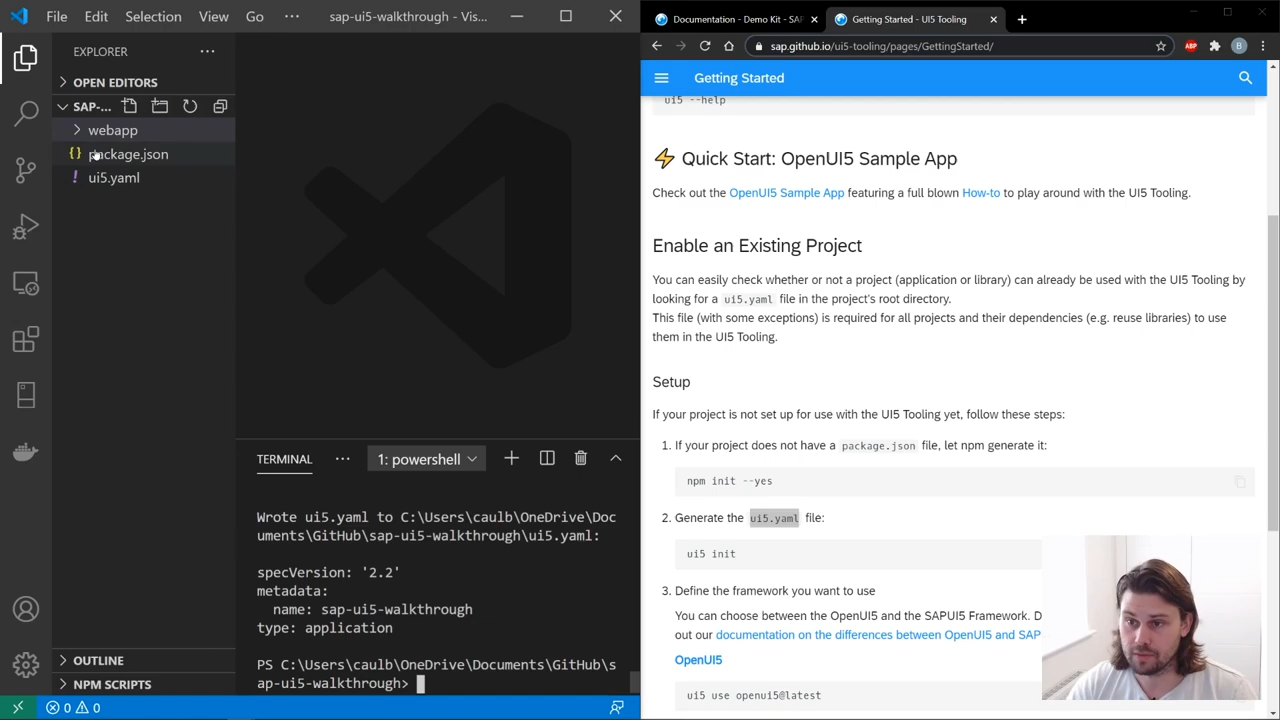 File Edit Selection View Go ··· sap-ui5-walkthrough - Vis...
EXPLORER ···
OPEN EDITORS
SAP-...
webapp
{} package.json
! ui5.yaml
OUTLINE
NPM SCRIPTS
TERMINAL ··· 1: powershell
Wrote ui5.yaml to C:\Users\caulb\OneDrive\Doc
uments\GitHub\sap-ui5-walkthrough\ui5.yaml:
specVersion: '2.2'
metadata:
name: sap-ui5-walkthrough
type: application
PS C:\Users\caulb\OneDrive\Documents\GitHub\s
ap-ui5-walkthrough>
0 0
Documentation - Demo Kit - SAP
Getting Started - UI5 Tooling
sap.github.io/ui5-tooling/pages/GettingStarted/
ABP
B
Getting Started
ui5 --help
Quick Start: OpenUI5 Sample App
Check out the OpenUI5 Sample App featuring a full blown How-to to play around with the UI5 Tooling.
Enable an Existing Project
You can easily check whether or not a project (application or library) can already be used with the UI5 Tooling by
looking for a ui5.yaml file in the project's root directory.
This file (with some exceptions) is required for all projects and their dependencies (e.g. reuse libraries) to use
them in the UI5 Tooling.
Setup
If your project is not set up for use with the UI5 Tooling yet, follow these steps:
1. If your project does not have a package.json file, let npm generate it:
npm init --yes
2. Generate the ui5.yaml file:
ui5 init
3. Define the framework you want to use
You can choose between the OpenUI5 and the SAPUI5 Framework. D
out our documentation on the differences between OpenUI5 and SAP
OpenUI5
ui5 use openui5@latest